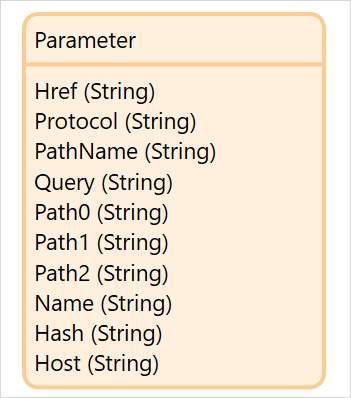 Parameter
Href (String)
Protocol (String)
PathName (String)
Query (String)
Path0 (String)
Path1 (String)
Path2 (String)
Name (String)
Hash (String)
Host (String)